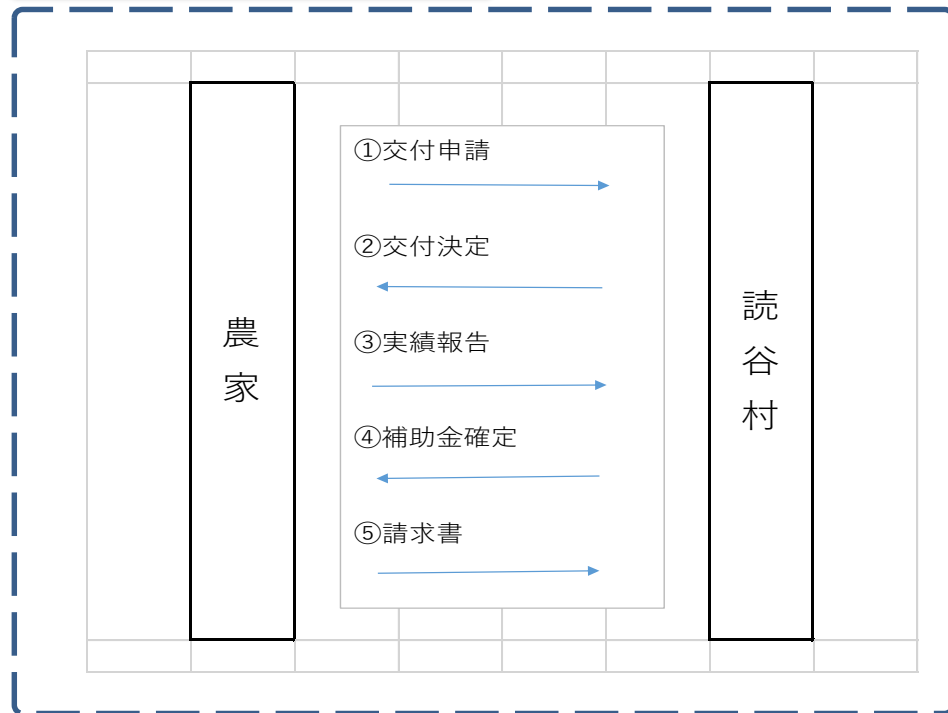 農家
①交付申請
②交付決定
③実績報告
④補助金確定
⑤請求書
読谷村